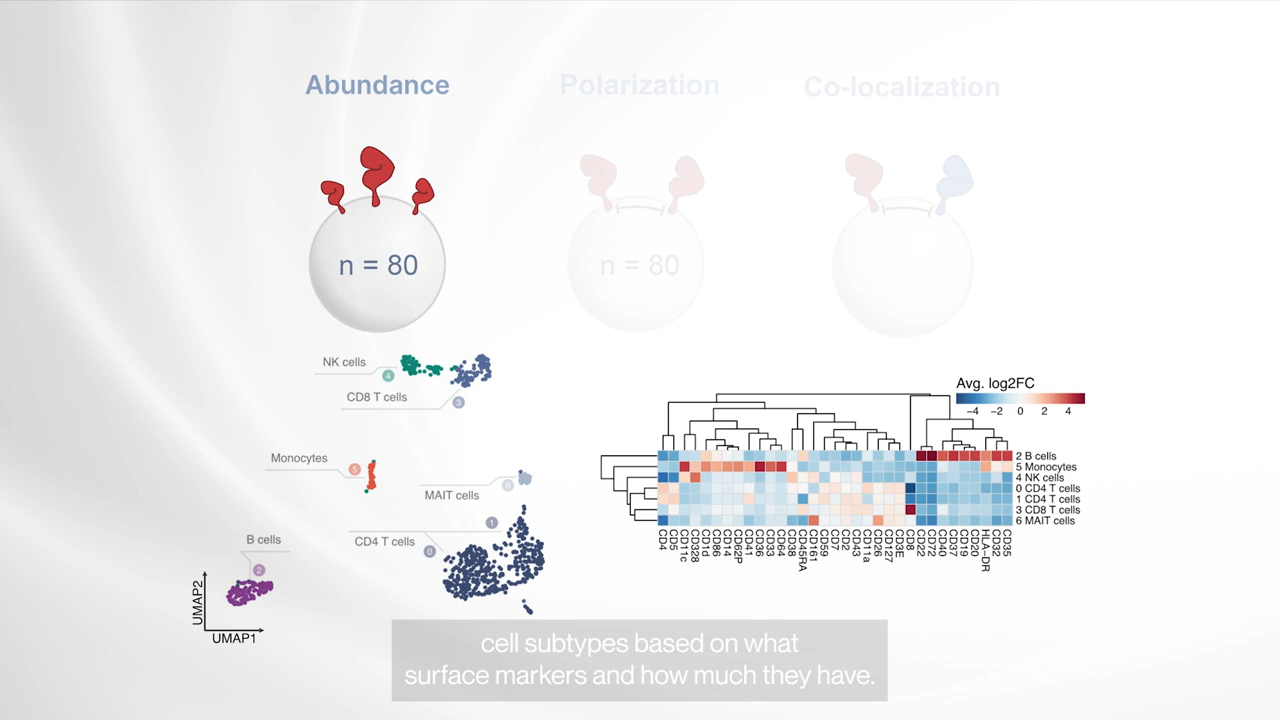 Abundance
Polarization
Co-localization
n = 80
n = 80
NK cells
4
CD8 T cells
3
Monocytes
5
MAIT cells
6
1
CD4 T cells
0
B cells
2
UMAP2
UMAP1
Avg. log2FC
−4 −2 0 2 4
2 B cells
5 Monocytes
4 NK cells
0 CD4 T cells
1 CD4 T cells
3 CD8 T cells
6 MAIT cells
CD4
CD5
CD11c
CD328
CD1d
CD86
CD14
CD62P
CD41
CD36
CD33
CD64
CD38
CD45RA
CD161
CD59
CD7
CD2
CD43
CD11a
CD26
CD127
CD3E
CD8
CD22
CD72
CD40
CD37
CD19
CD20
HLA-DR
CD32
CD35
cell subtypes based on what
surface markers and how much they have.